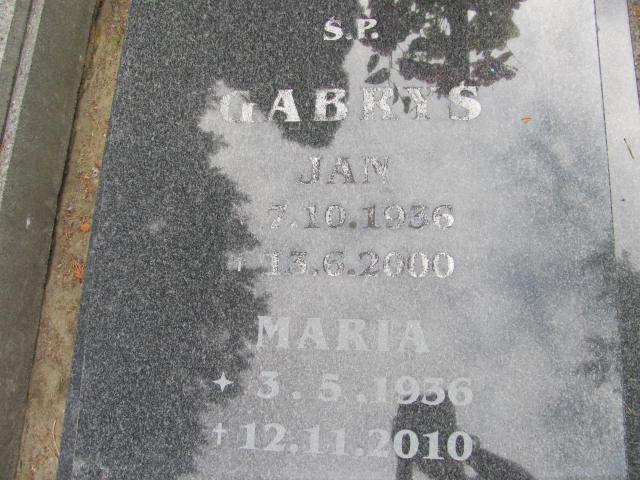 S.P.
GABRYS
JAN
7.10.1936
† 13.6.2000
MARIA
✦ 3.5.1936
† 12.11.2010